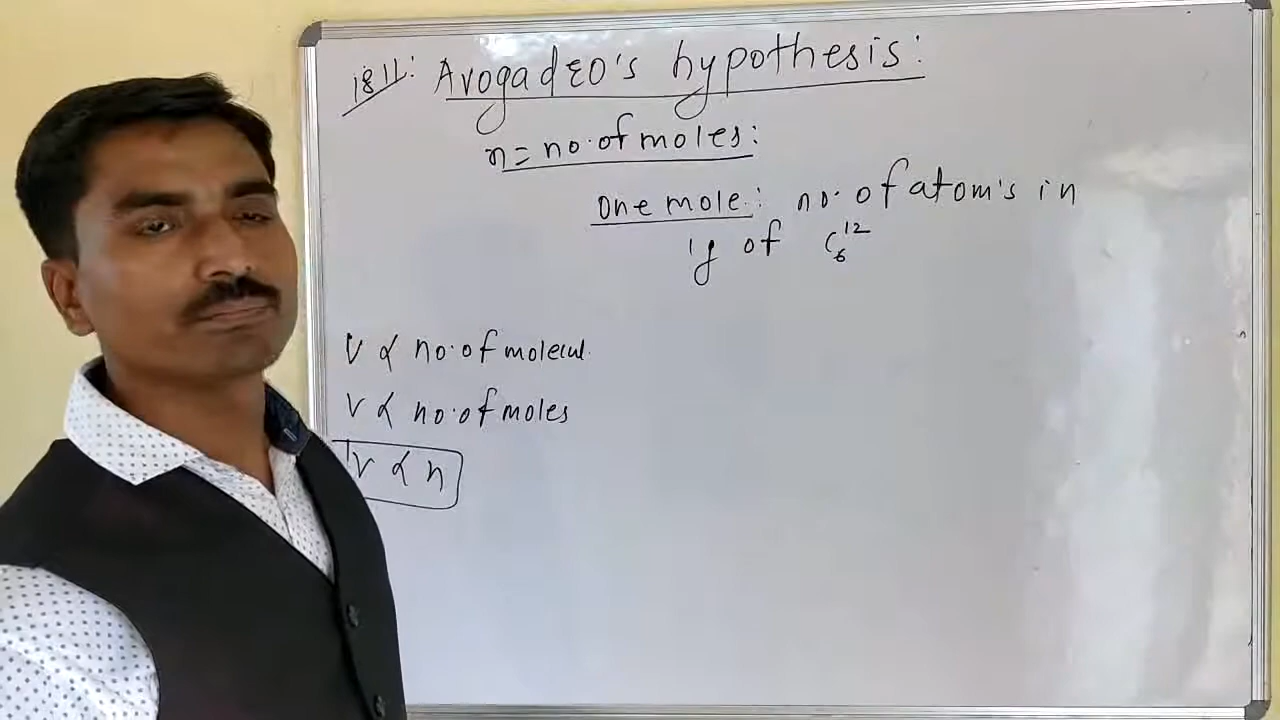 1811: Avogadro's hypothesis:
n = no. of moles:
one mole: no. of atom's in
1g of C₆¹²
V ∝ no. of molecul.
V ∝ no. of moles
V ∝ n